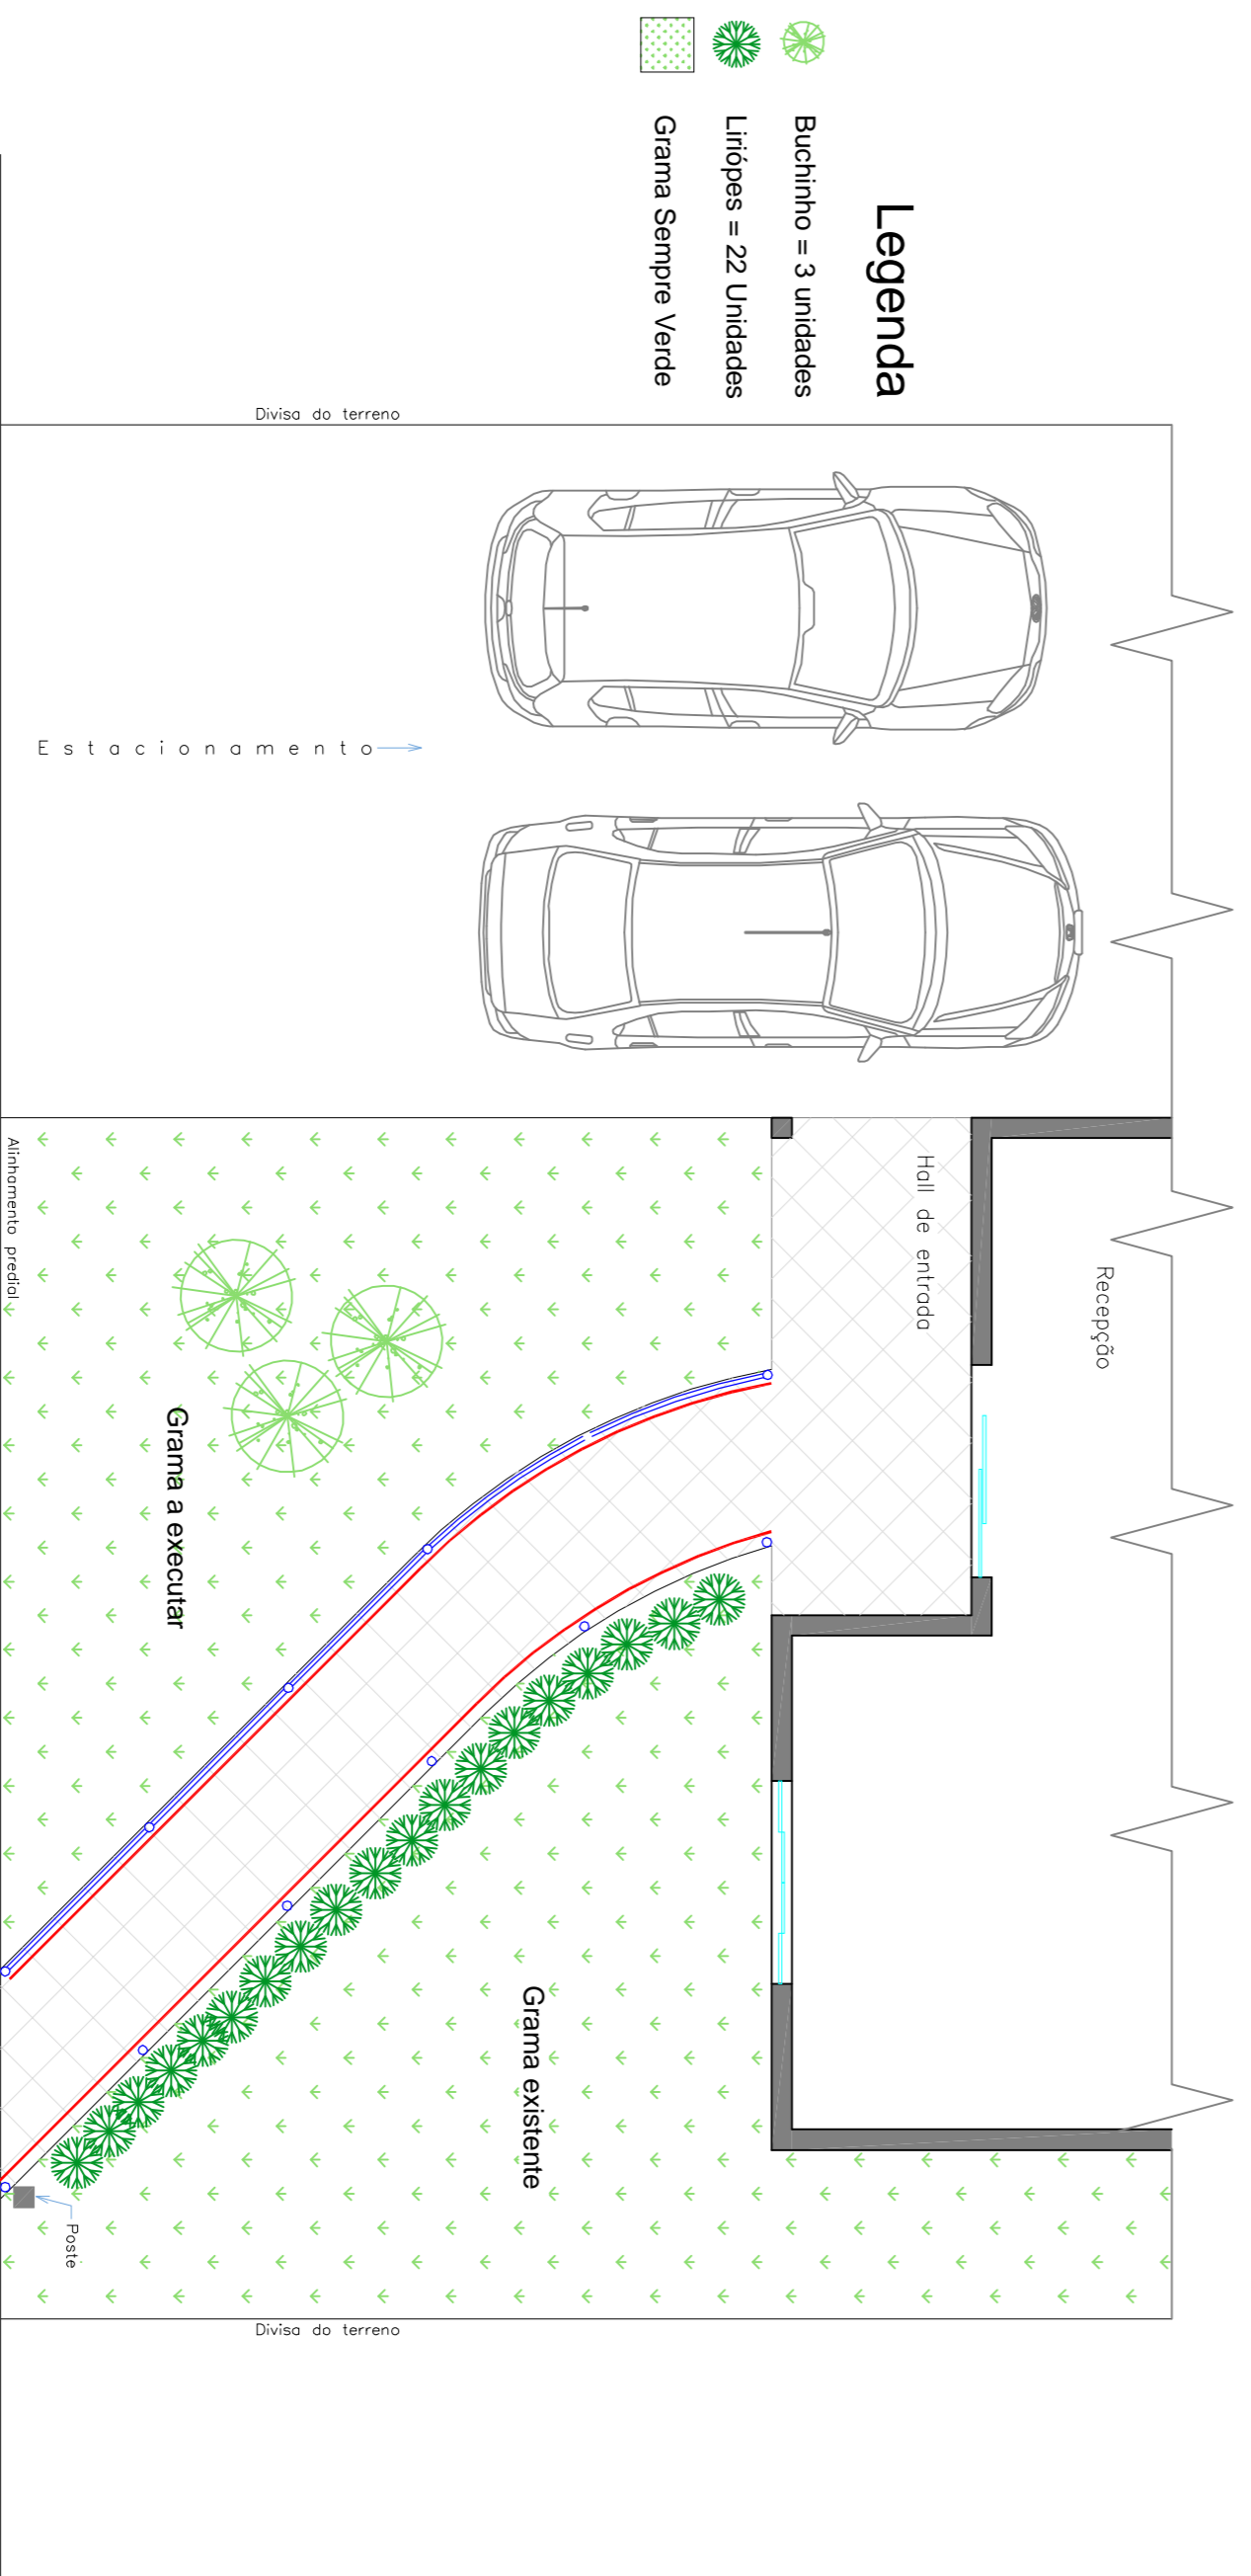 Legenda
Buchinho = 3 unidades
Liriópes = 22 Unidades
Grama Sempre Verde
Divisa do terreno
Estacionamento
Recepção
Hall de entrada
Alinhamento predial
Grama a executar
Grama existente
Poste
Divisa do terreno